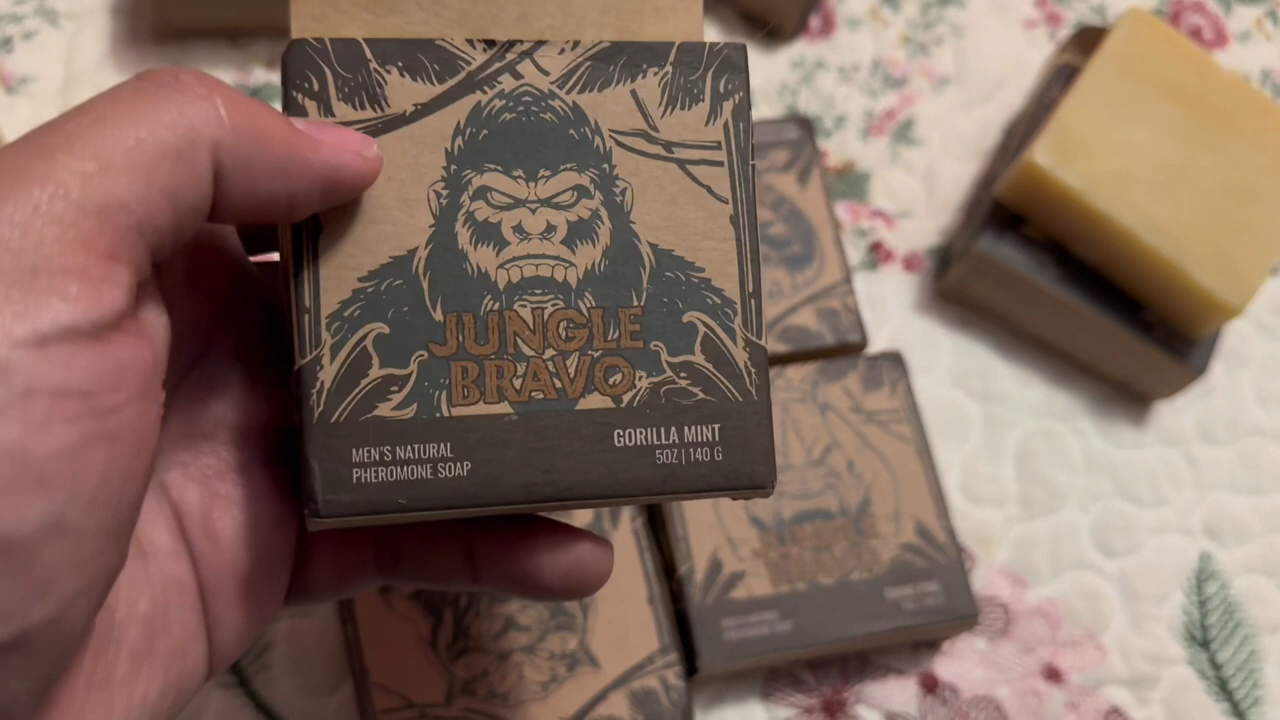 JUNGLE
BRAVO
MEN'S NATURAL
PHEROMONE SOAP
GORILLA MINT
5OZ | 140 G